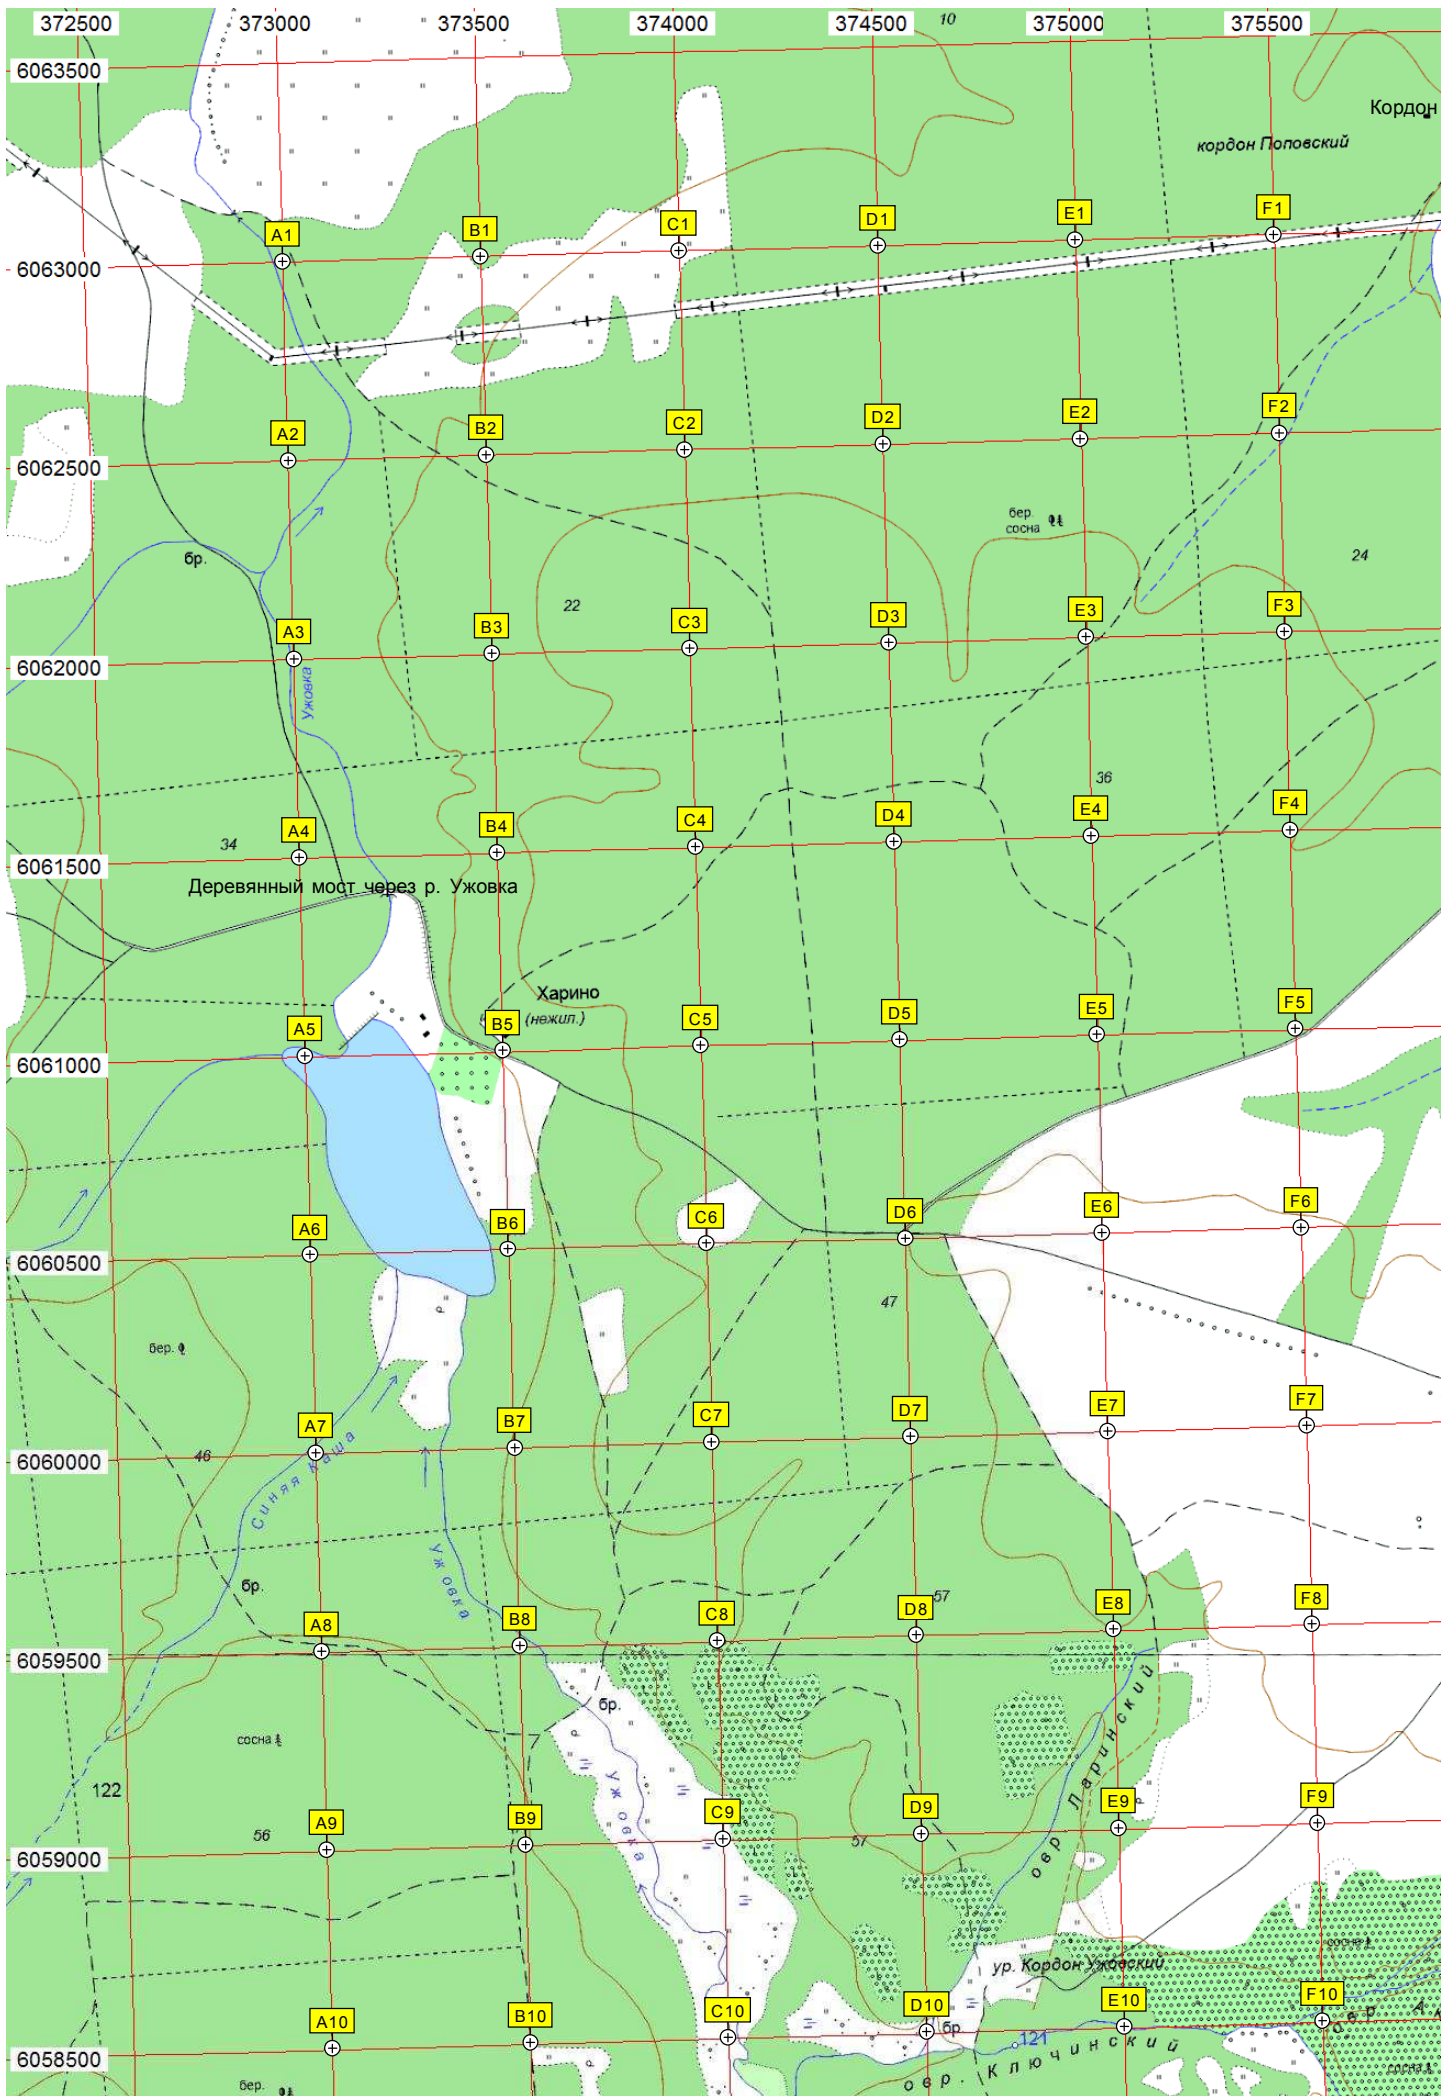 372500 373000 373500 374000 374500 375000 375500
10
6063500
Кордон
кордон Поповский
A1 B1 C1 D1 E1 F1
6063000
A2 B2 C2 D2 E2 F2
6062500
бер.
сосна
бр.
24
22
A3 B3 C3 D3 E3 F3
6062000
Ужовка
36
A4 B4 C4 D4 E4 F4
34
6061500
Деревянный мост через р. Ужовка
Харино
(нежил.)
A5 B5 C5 D5 E5 F5
6061000
A6 B6 C6 D6 E6 F6
6060500
47
бер.
A7 B7 C7 D7 E7 F7
46
6060000
Синяя Каша
Ужовка
бр.
57
A8 B8 C8 D8 E8 F8
6059500
бр.
овр Ларинский
сосна
122
Ужовка
A9 B9 C9 D9 E9 F9
56
57
6059000
сосна
ур. Кордон Ужовский
A10 B10 C10 D10 E10 F10
бр
121
6058500
овр. Ключинский
овр. А
сосна
бер.